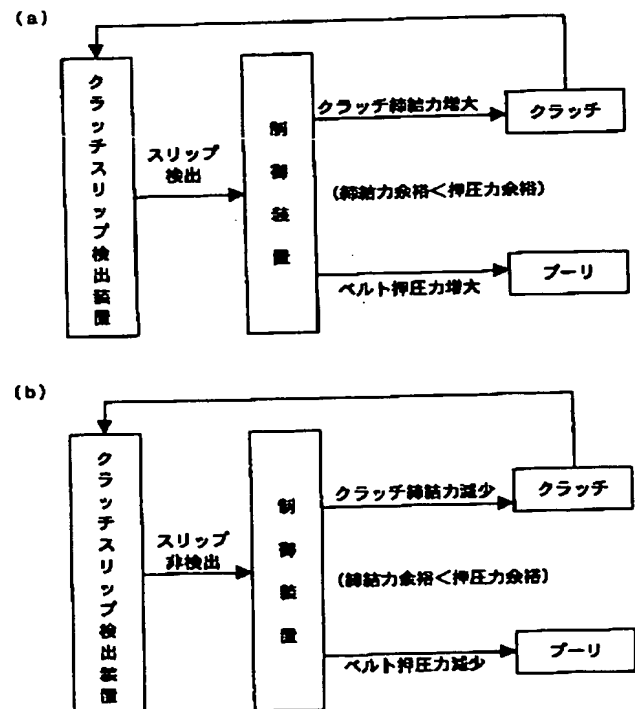 (a)
クラッチスリップ検出装置
スリップ
検出
制御装置
クラッチ締結力増大
クラッチ
(締結力余裕<押圧力余裕)
ベルト押圧力増大
プーリ
(b)
クラッチスリップ検出装置
スリップ
非検出
制御装置
クラッチ締結力減少
クラッチ
(締結力余裕<押圧力余裕)
ベルト押圧力減少
プーリ